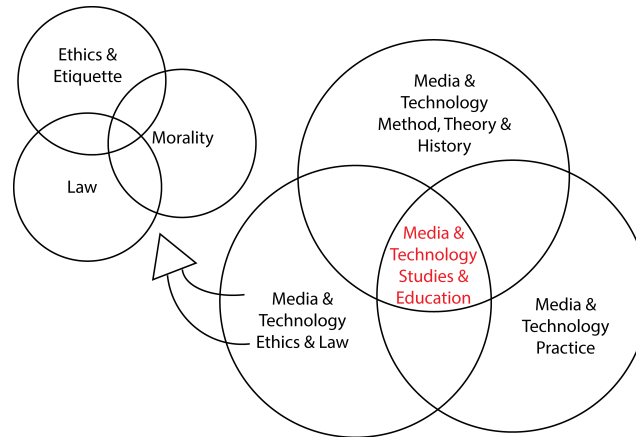 Ethics &
Etiquette
Morality
Law
Media &
Technology
Method, Theory &
History
Media &
Technology
Studies &
Education
Media &
Technology
Ethics & Law
Media &
Technology
Practice